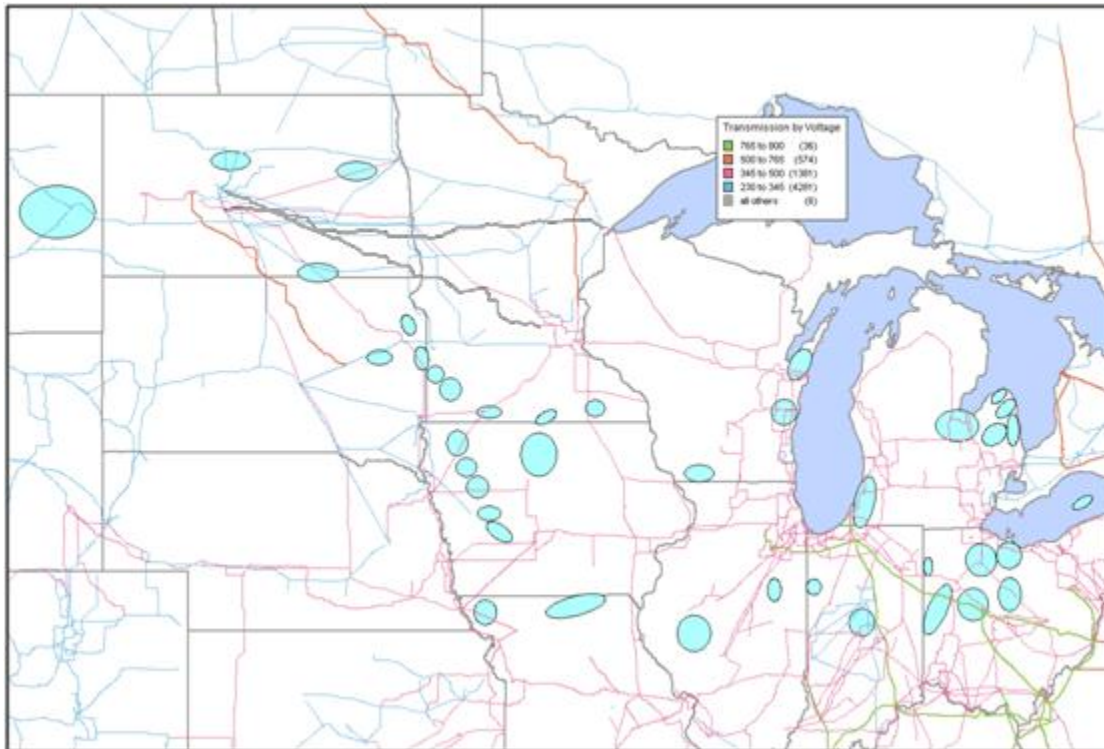 Transmission by Voltage
765 to 800 (36)
500 to 765 (574)
345 to 500 (1381)
230 to 345 (4281)
all others (6)